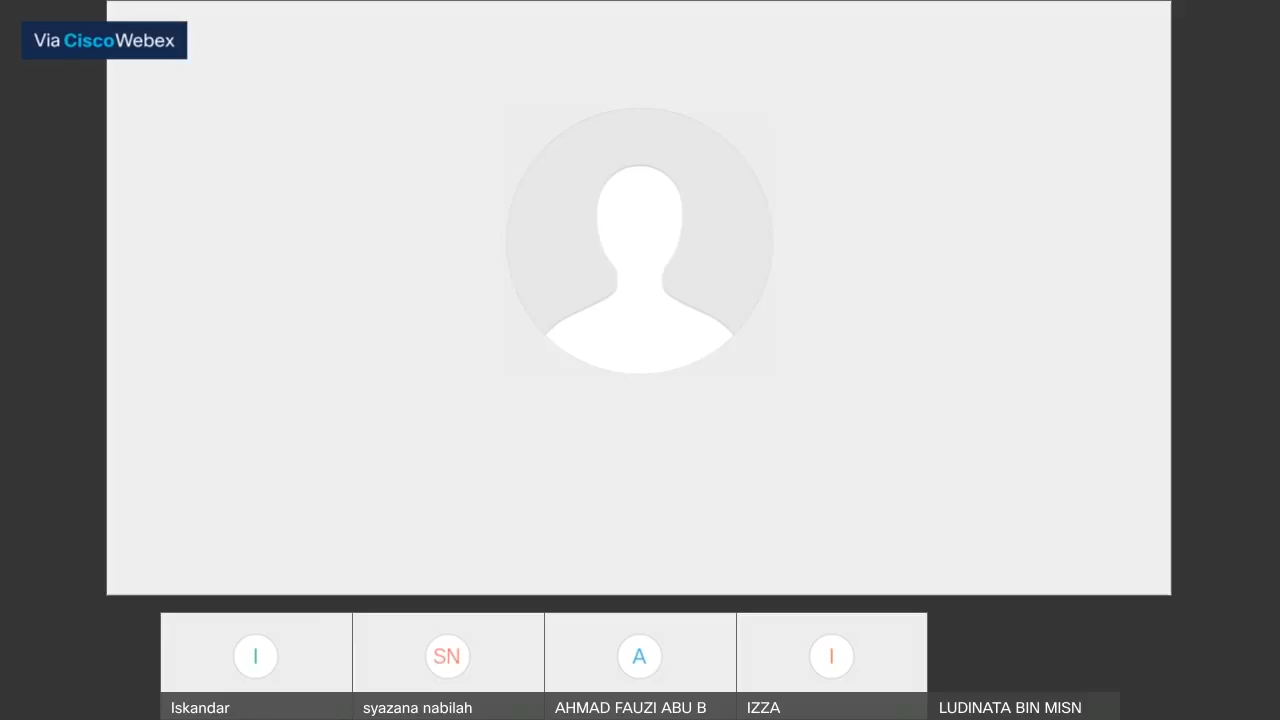 Via CiscoWebex
I
SN
A
I
Iskandar
syazana nabilah
AHMAD FAUZI ABU B
IZZA
LUDINATA BIN MISN